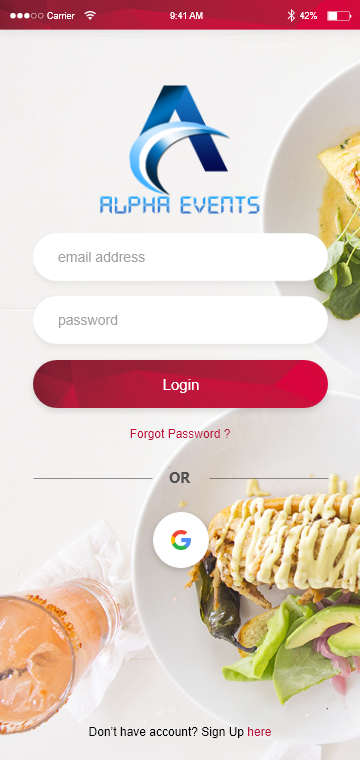 Carrier 9:41 AM 42%
ALPHA EVENTS
email address
password
Login
Forgot Password ?
OR
Don't have account? Sign Up here